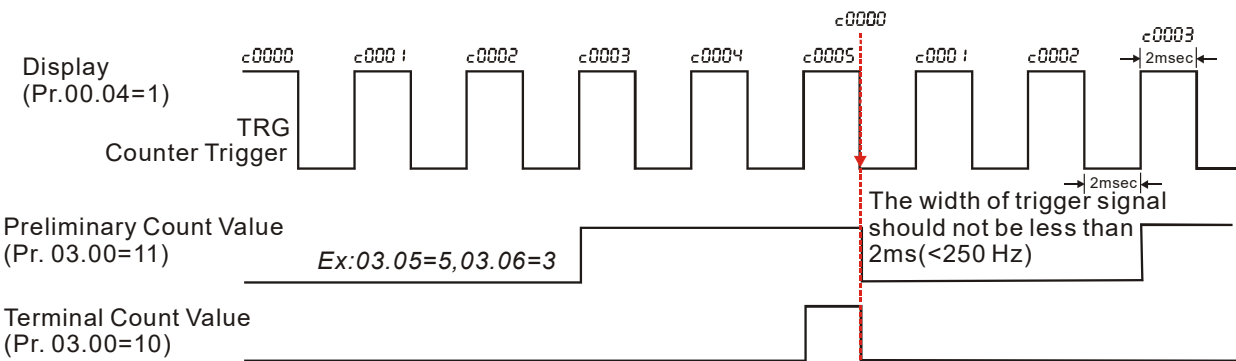 c0000
c0000 c0001 c0002 c0003 c0004 c0005 c0001 c0002 c0003
Display
(Pr.00.04=1)
2msec
TRG
Counter Trigger
2msec
The width of trigger signal
should not be less than
2ms(<250 Hz)
Preliminary Count Value
(Pr. 03.00=11)
Ex:03.05=5,03.06=3
Terminal Count Value
(Pr. 03.00=10)